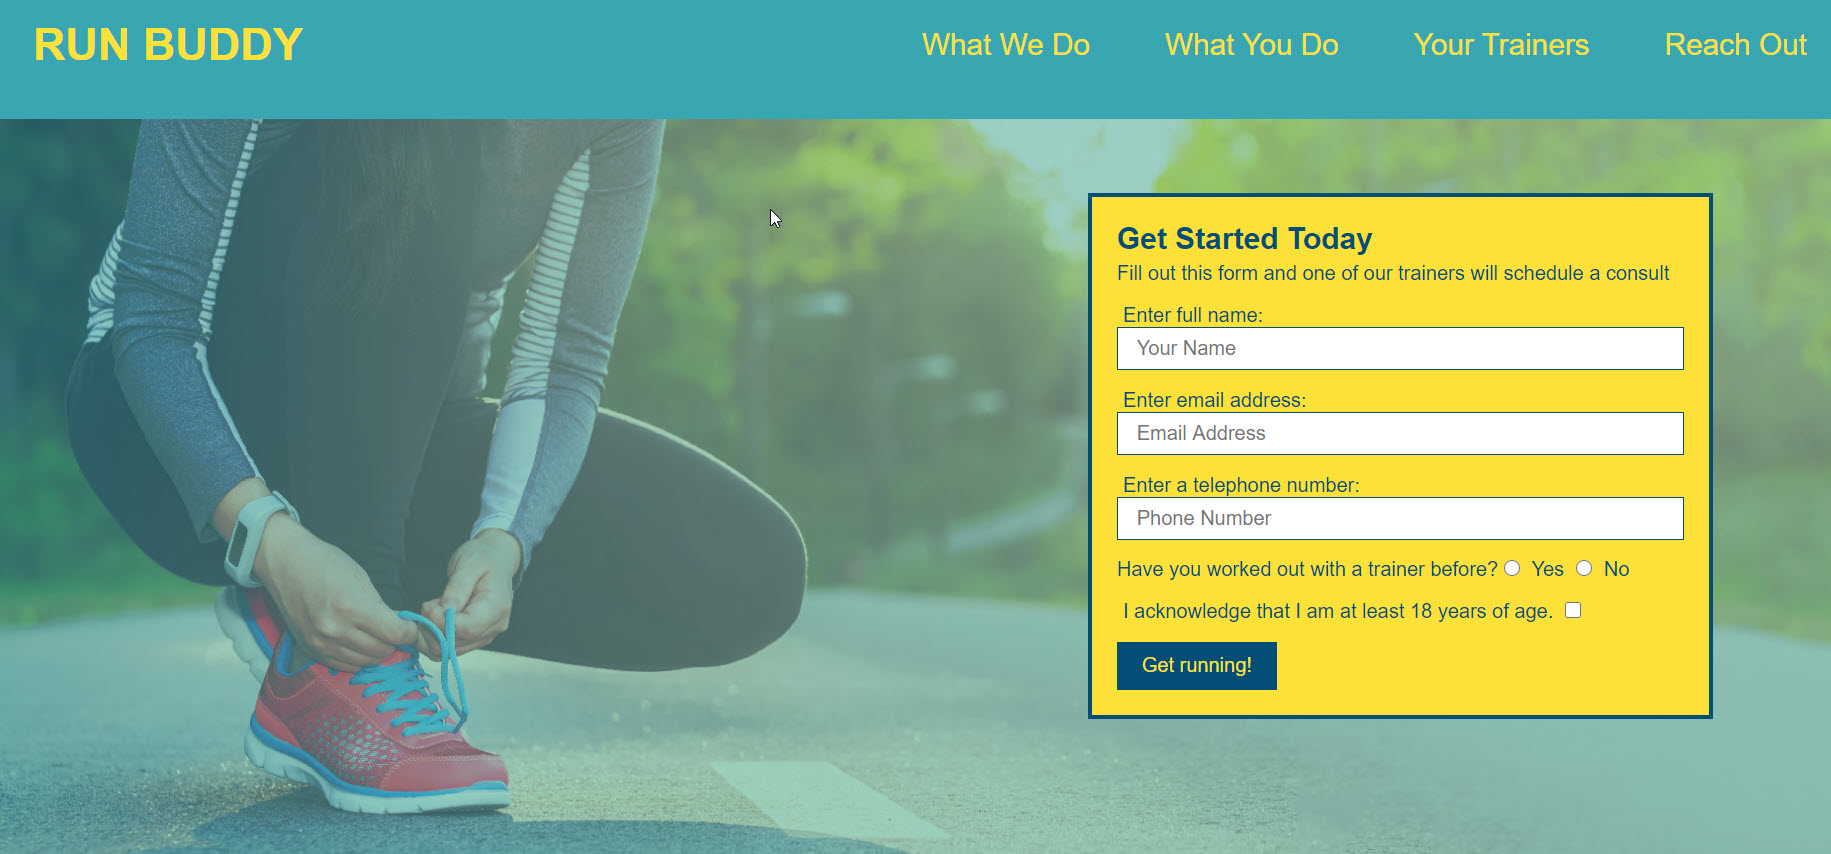 RUN BUDDY
What We Do What You Do Your Trainers Reach Out
Get Started Today
Fill out this form and one of our trainers will schedule a consult
Enter full name:
Your Name
Enter email address:
Email Address
Enter a telephone number:
Phone Number
Have you worked out with a trainer before? Yes No
I acknowledge that I am at least 18 years of age.
Get running!